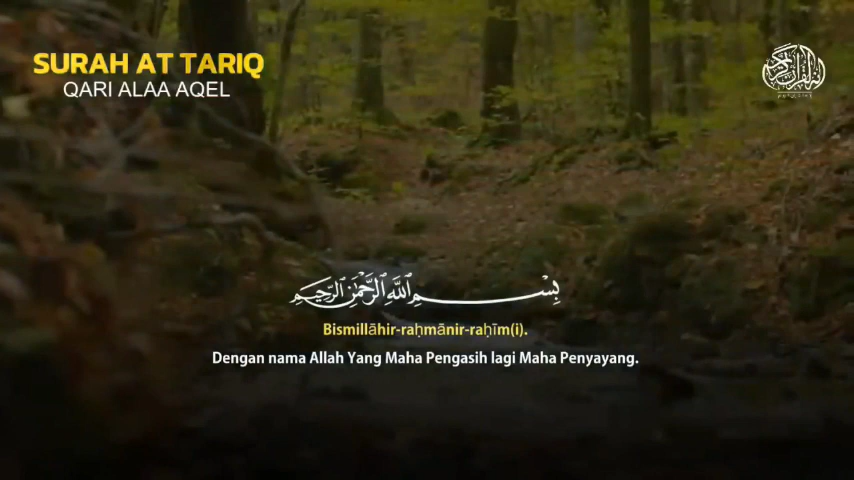 SURAH AT TARIQ
QARI ALAA AQEL
بِسْمِ اللَّهِ الرَّحْمَٰنِ الرَّحِيمِ
Bismillāhir-raḥmānir-raḥīm(i).
Dengan nama Allah Yang Maha Pengasih lagi Maha Penyayang.